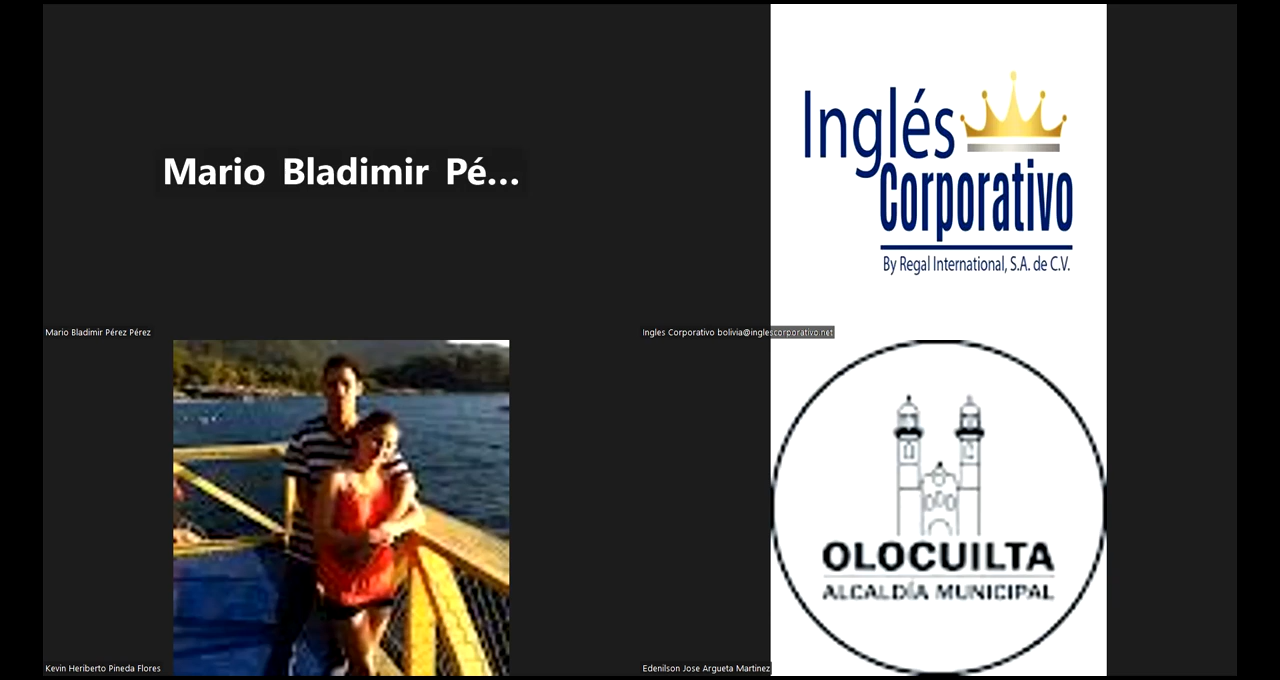 Mario Bladimir Pé...
Mario Bladimir Pérez Pérez
Inglés
Corporativo
By Regal International, S.A. de C.V.
Ingles Corporativo bolivia@inglescorporativo.net
Kevin Heriberto Pineda Flores
OLOCUILTA
ALCALDÍA MUNICIPAL
Edenilson Jose Argueta Martinez